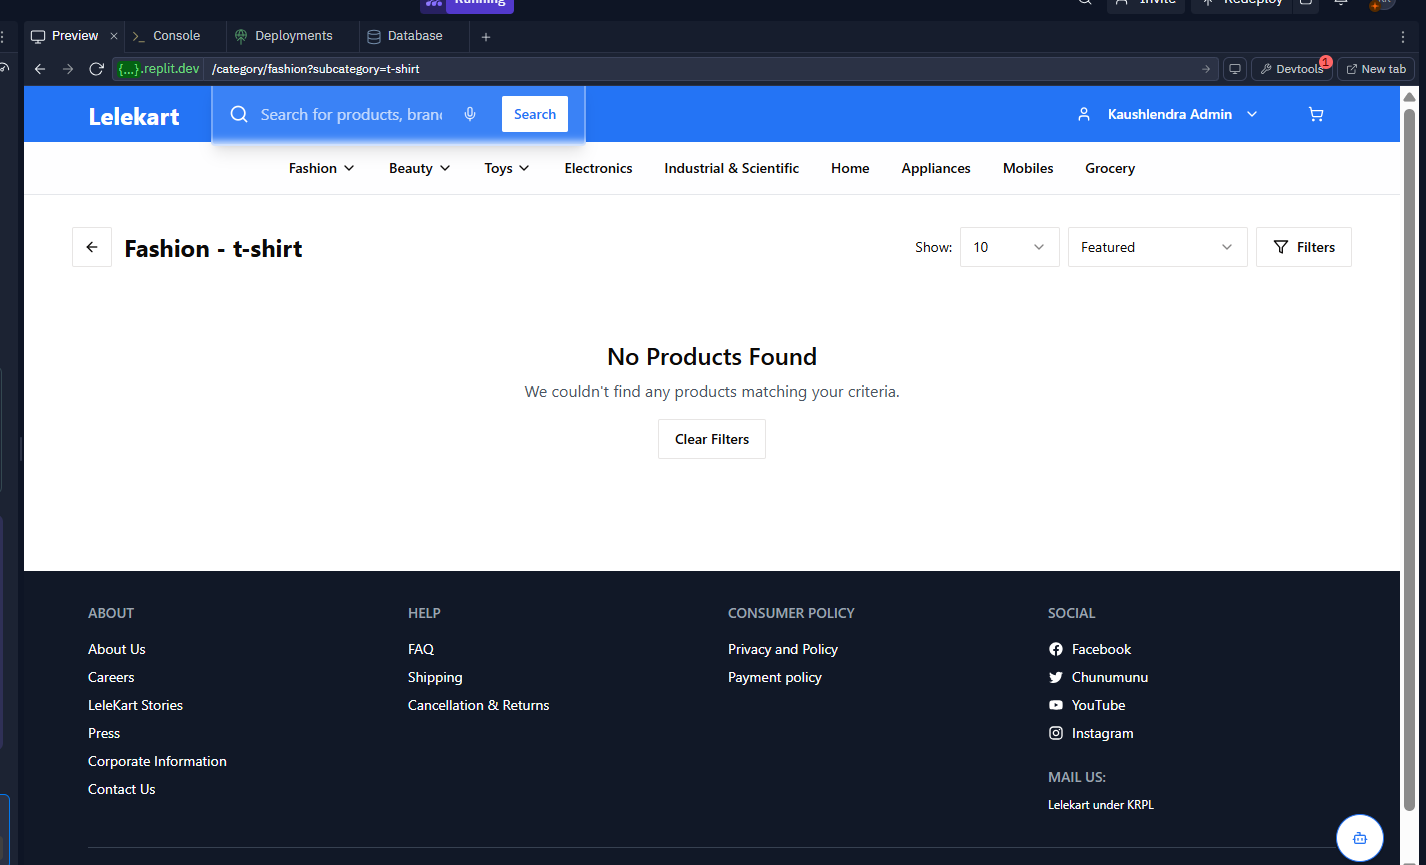 Running
Invite
Redeploy
Preview
Console
Deployments
Database
{...}.replit.dev
/category/fashion?subcategory=t-shirt
Devtools
1
New tab
Lelekart
Search for products, branc
Search
Kaushlendra Admin
Fashion
Beauty
Toys
Electronics
Industrial & Scientific
Home
Appliances
Mobiles
Grocery
Fashion - t-shirt
Show:
10
Featured
Filters
No Products Found
We couldn't find any products matching your criteria.
Clear Filters
ABOUT
About Us
Careers
LeleKart Stories
Press
Corporate Information
Contact Us
HELP
FAQ
Shipping
Cancellation & Returns
CONSUMER POLICY
Privacy and Policy
Payment policy
SOCIAL
Facebook
Chunumunu
YouTube
Instagram
MAIL US:
Lelekart under KRPL